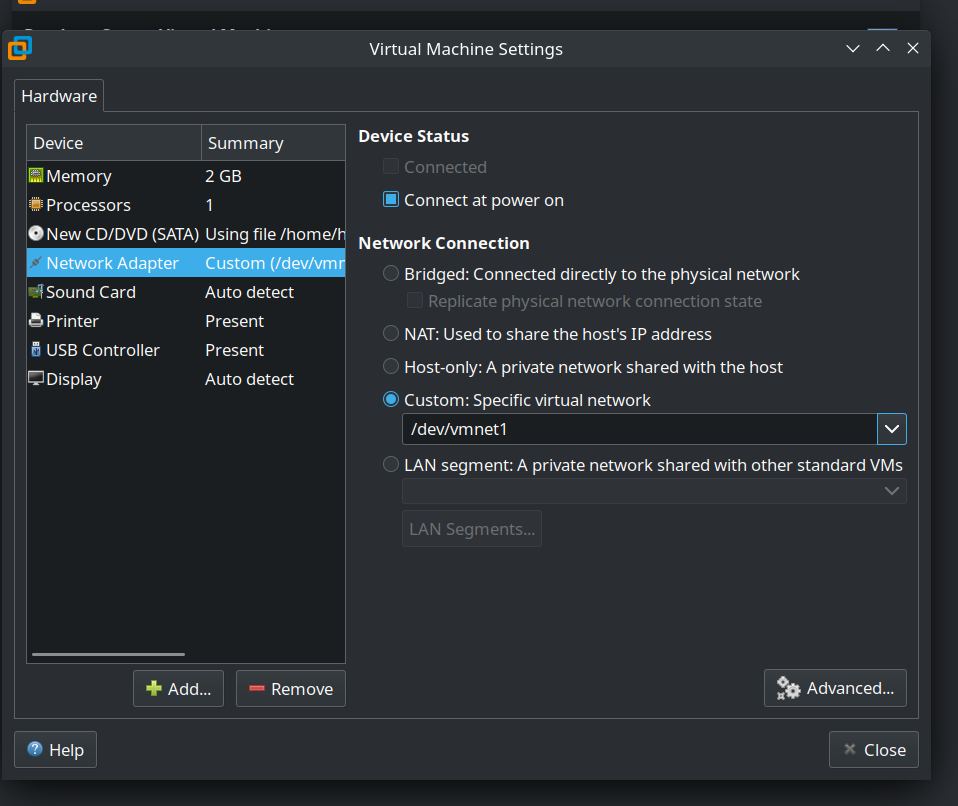 Virtual Machine Settings
Hardware
Device Summary
Memory 2 GB
Processors 1
New CD/DVD (SATA) Using file /home/h
Network Adapter Custom (/dev/vmr
Sound Card Auto detect
Printer Present
USB Controller Present
Display Auto detect
Add...
Remove
Device Status
Connected
Connect at power on
Network Connection
Bridged: Connected directly to the physical network
Replicate physical network connection state
NAT: Used to share the host's IP address
Host-only: A private network shared with the host
Custom: Specific virtual network
/dev/vmnet1
LAN segment: A private network shared with other standard VMs
LAN Segments...
Advanced...
Help
Close